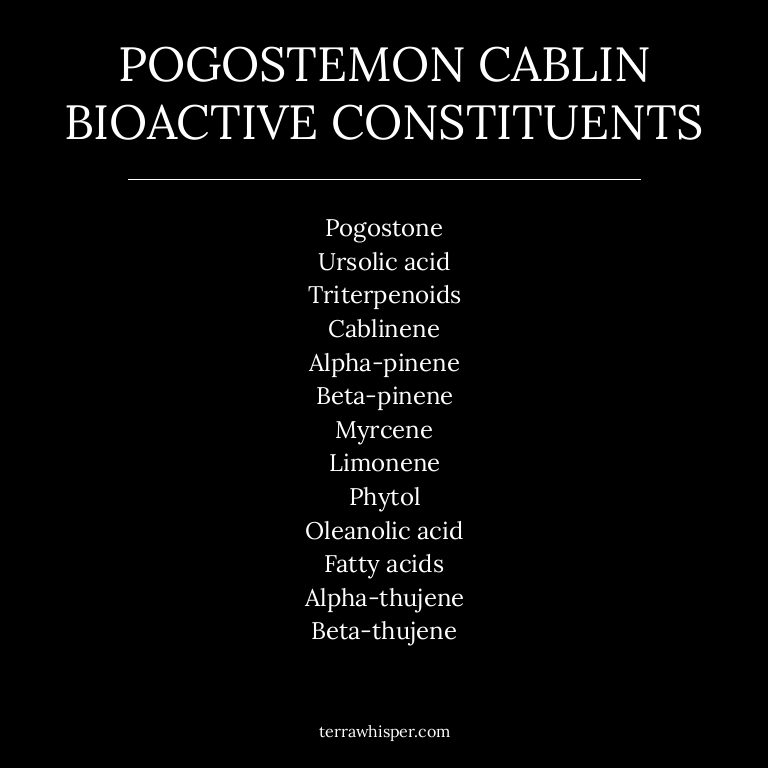 POGOSTEMON CABLIN
BIOACTIVE CONSTITUENTS
Pogostone
Ursolic acid
Triterpenoids
Cablinene
Alpha-pinene
Beta-pinene
Myrcene
Limonene
Phytol
Oleanolic acid
Fatty acids
Alpha-thujene
Beta-thujene
terrawhisper.com